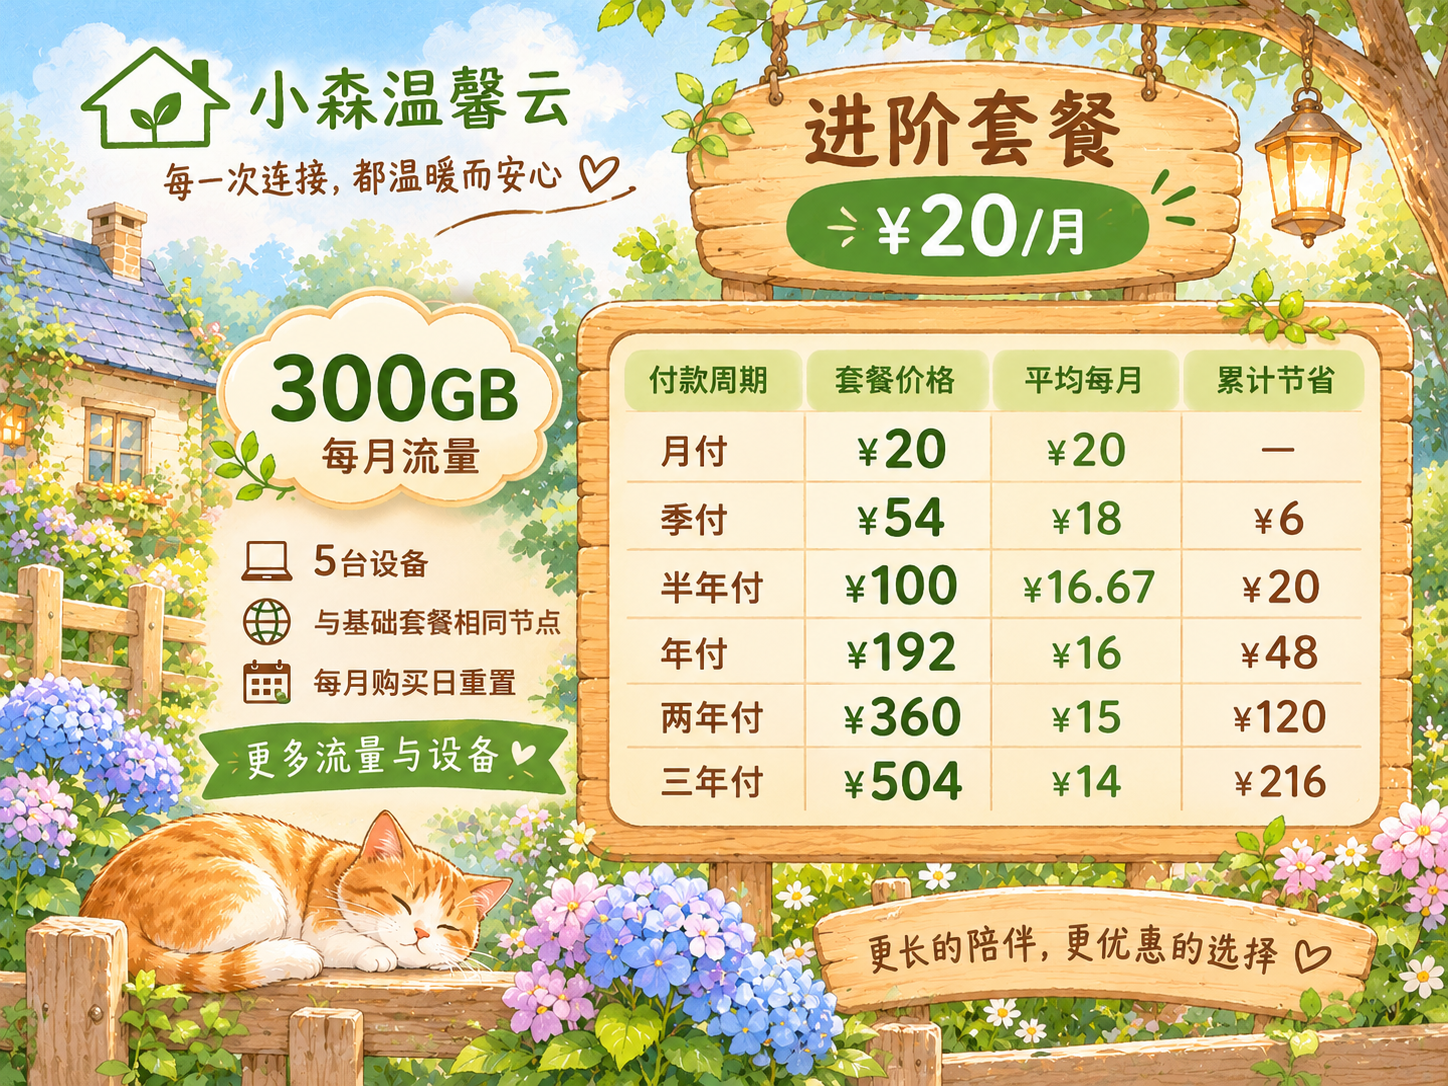 小森温馨云
每一次连接,都温暖而安心
进阶套餐
¥20/月
300GB
每月流量
5台设备
与基础套餐相同节点
每月购买日重置
更多流量与设备
付款周期 套餐价格 平均每月 累计节省
月付 ¥20 ¥20 —
季付 ¥54 ¥18 ¥6
半年付 ¥100 ¥16.67 ¥20
年付 ¥192 ¥16 ¥48
两年付 ¥360 ¥15 ¥120
三年付 ¥504 ¥14 ¥216
更长的陪伴,更优惠的选择